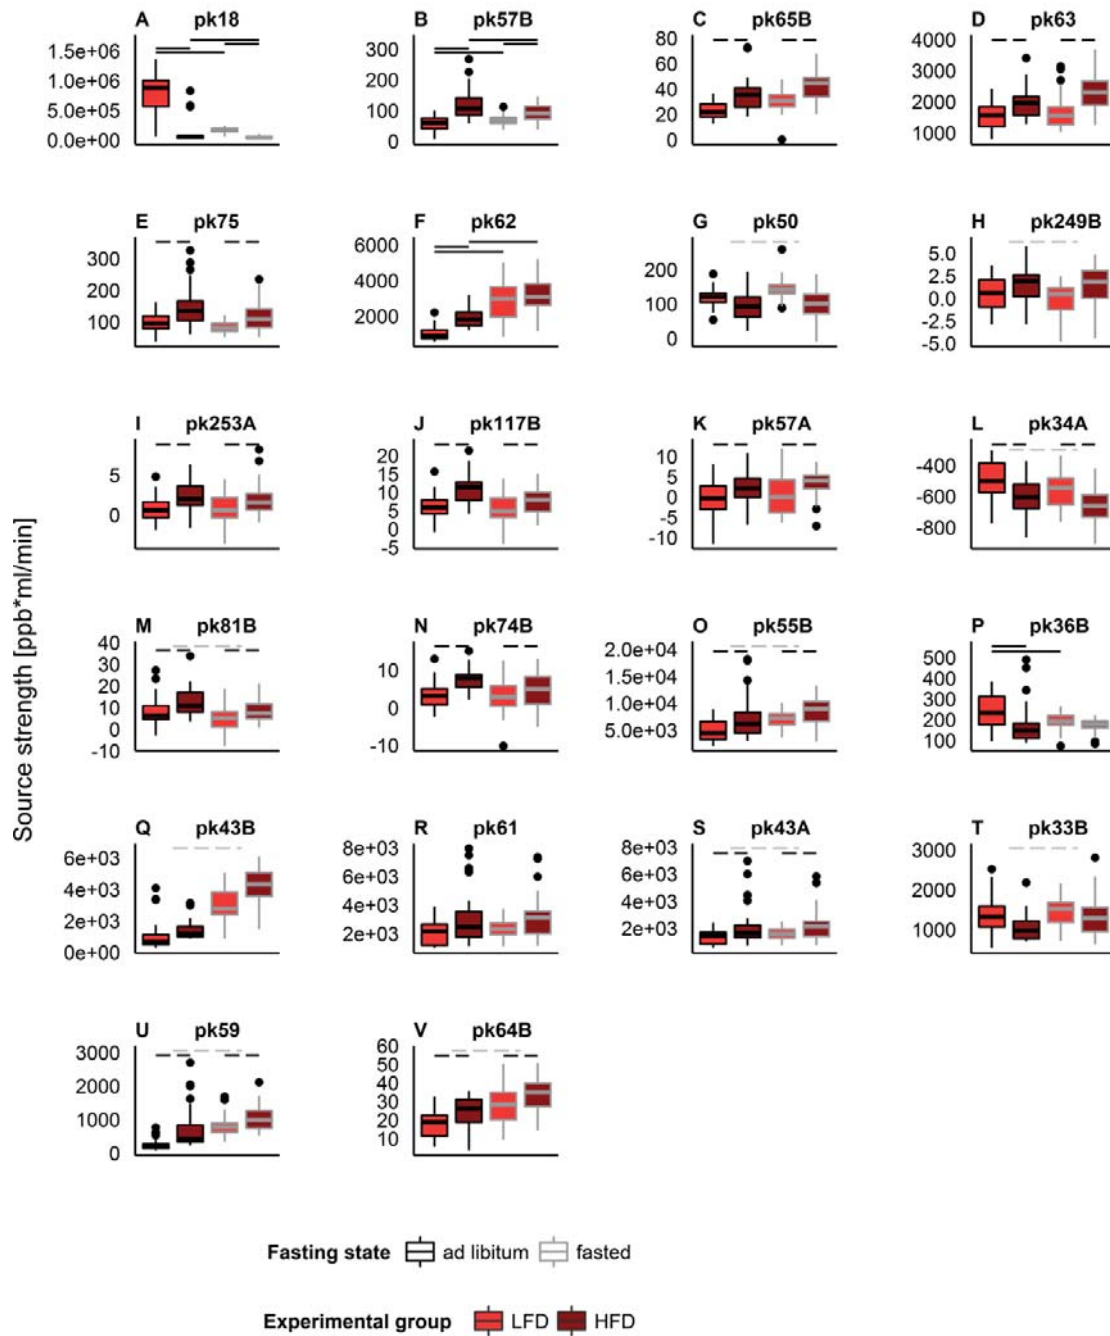 A pk18
1.5e+06
1.0e+06
5.0e+05
0.0e+00
B pk57B
300
200
100
0
C pk65B
80
60
40
20
0
D pk63
4000
3000
2000
1000
E pk75
300
200
100
F pk62
6000
4000
2000
G pk50
200
100
0
H pk249B
5.0
2.5
0.0
-2.5
-5.0
I pk253A
5
0
J pk117B
20
15
10
5
0
-5
K pk57A
10
5
0
-5
-10
L pk34A
-400
-600
-800
M pk81B
40
30
20
10
0
-10
N pk74B
10
0
-10
O pk55B
2.0e+04
1.5e+04
1.0e+04
5.0e+03
P pk36B
500
400
300
200
100
Q pk43B
6e+03
4e+03
2e+03
0e+00
R pk61
8e+03
6e+03
4e+03
2e+03
S pk43A
8e+03
6e+03
4e+03
2e+03
T pk33B
3000
2000
1000
U pk59
3000
2000
1000
0
V pk64B
60
50
40
30
20
10
Source strength [ppb*ml/min]
Fasting state ad libitum fasted
Experimental group LFD HFD